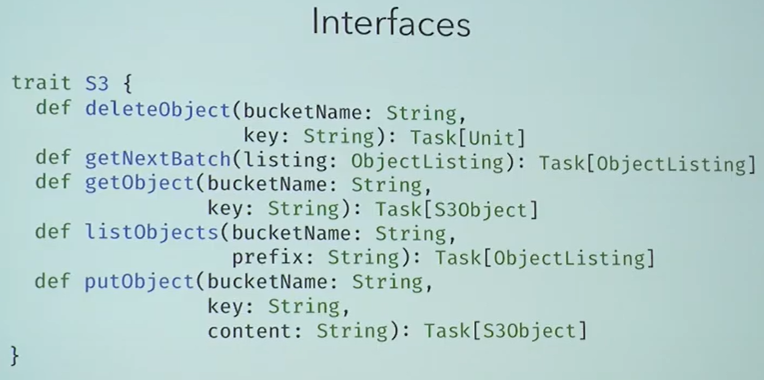 Interfaces
trait S3 {
  def deleteObject(bucketName: String,
                   key: String): Task[Unit]
  def getNextBatch(listing: ObjectListing): Task[ObjectListing]
  def getObject(bucketName: String,
                key: String): Task[S3Object]
  def listObjects(bucketName: String,
                  prefix: String): Task[ObjectListing]
  def putObject(bucketName: String,
                key: String,
                content: String): Task[S3Object]
}